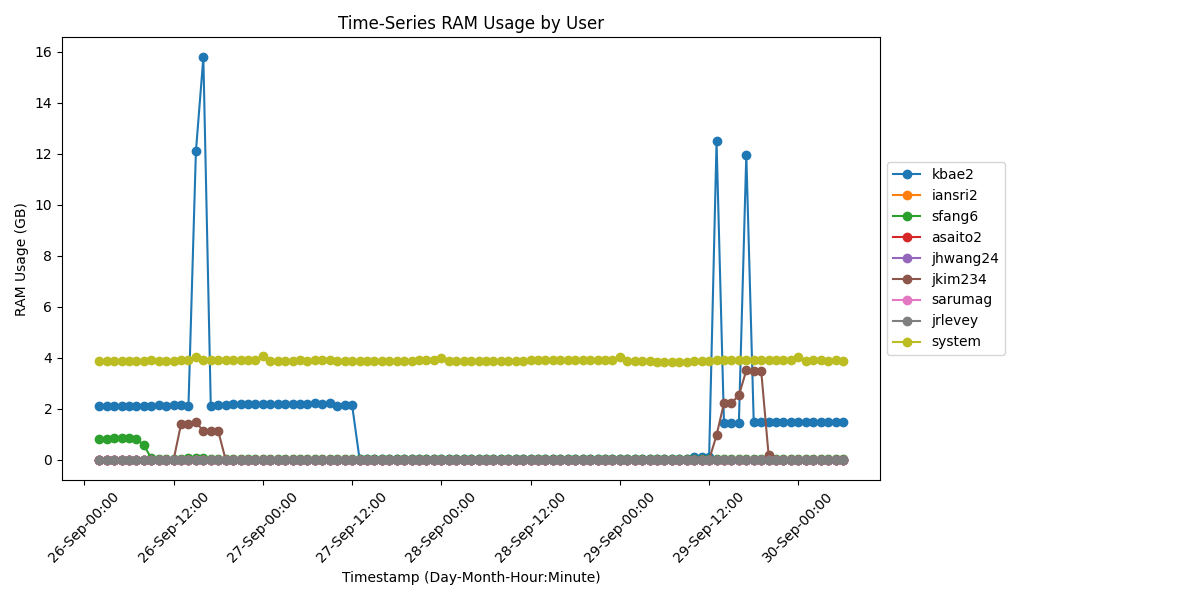 Time-Series RAM Usage by User
RAM Usage (GB)
16
14
12
10
8
6
4
2
0
26-Sep-00:00
26-Sep-12:00
27-Sep-00:00
27-Sep-12:00
28-Sep-00:00
28-Sep-12:00
29-Sep-00:00
29-Sep-12:00
30-Sep-00:00
Timestamp (Day-Month-Hour:Minute)
kbae2
iansri2
sfang6
asaito2
jhwang24
jkim234
sarumag
jrlevey
system